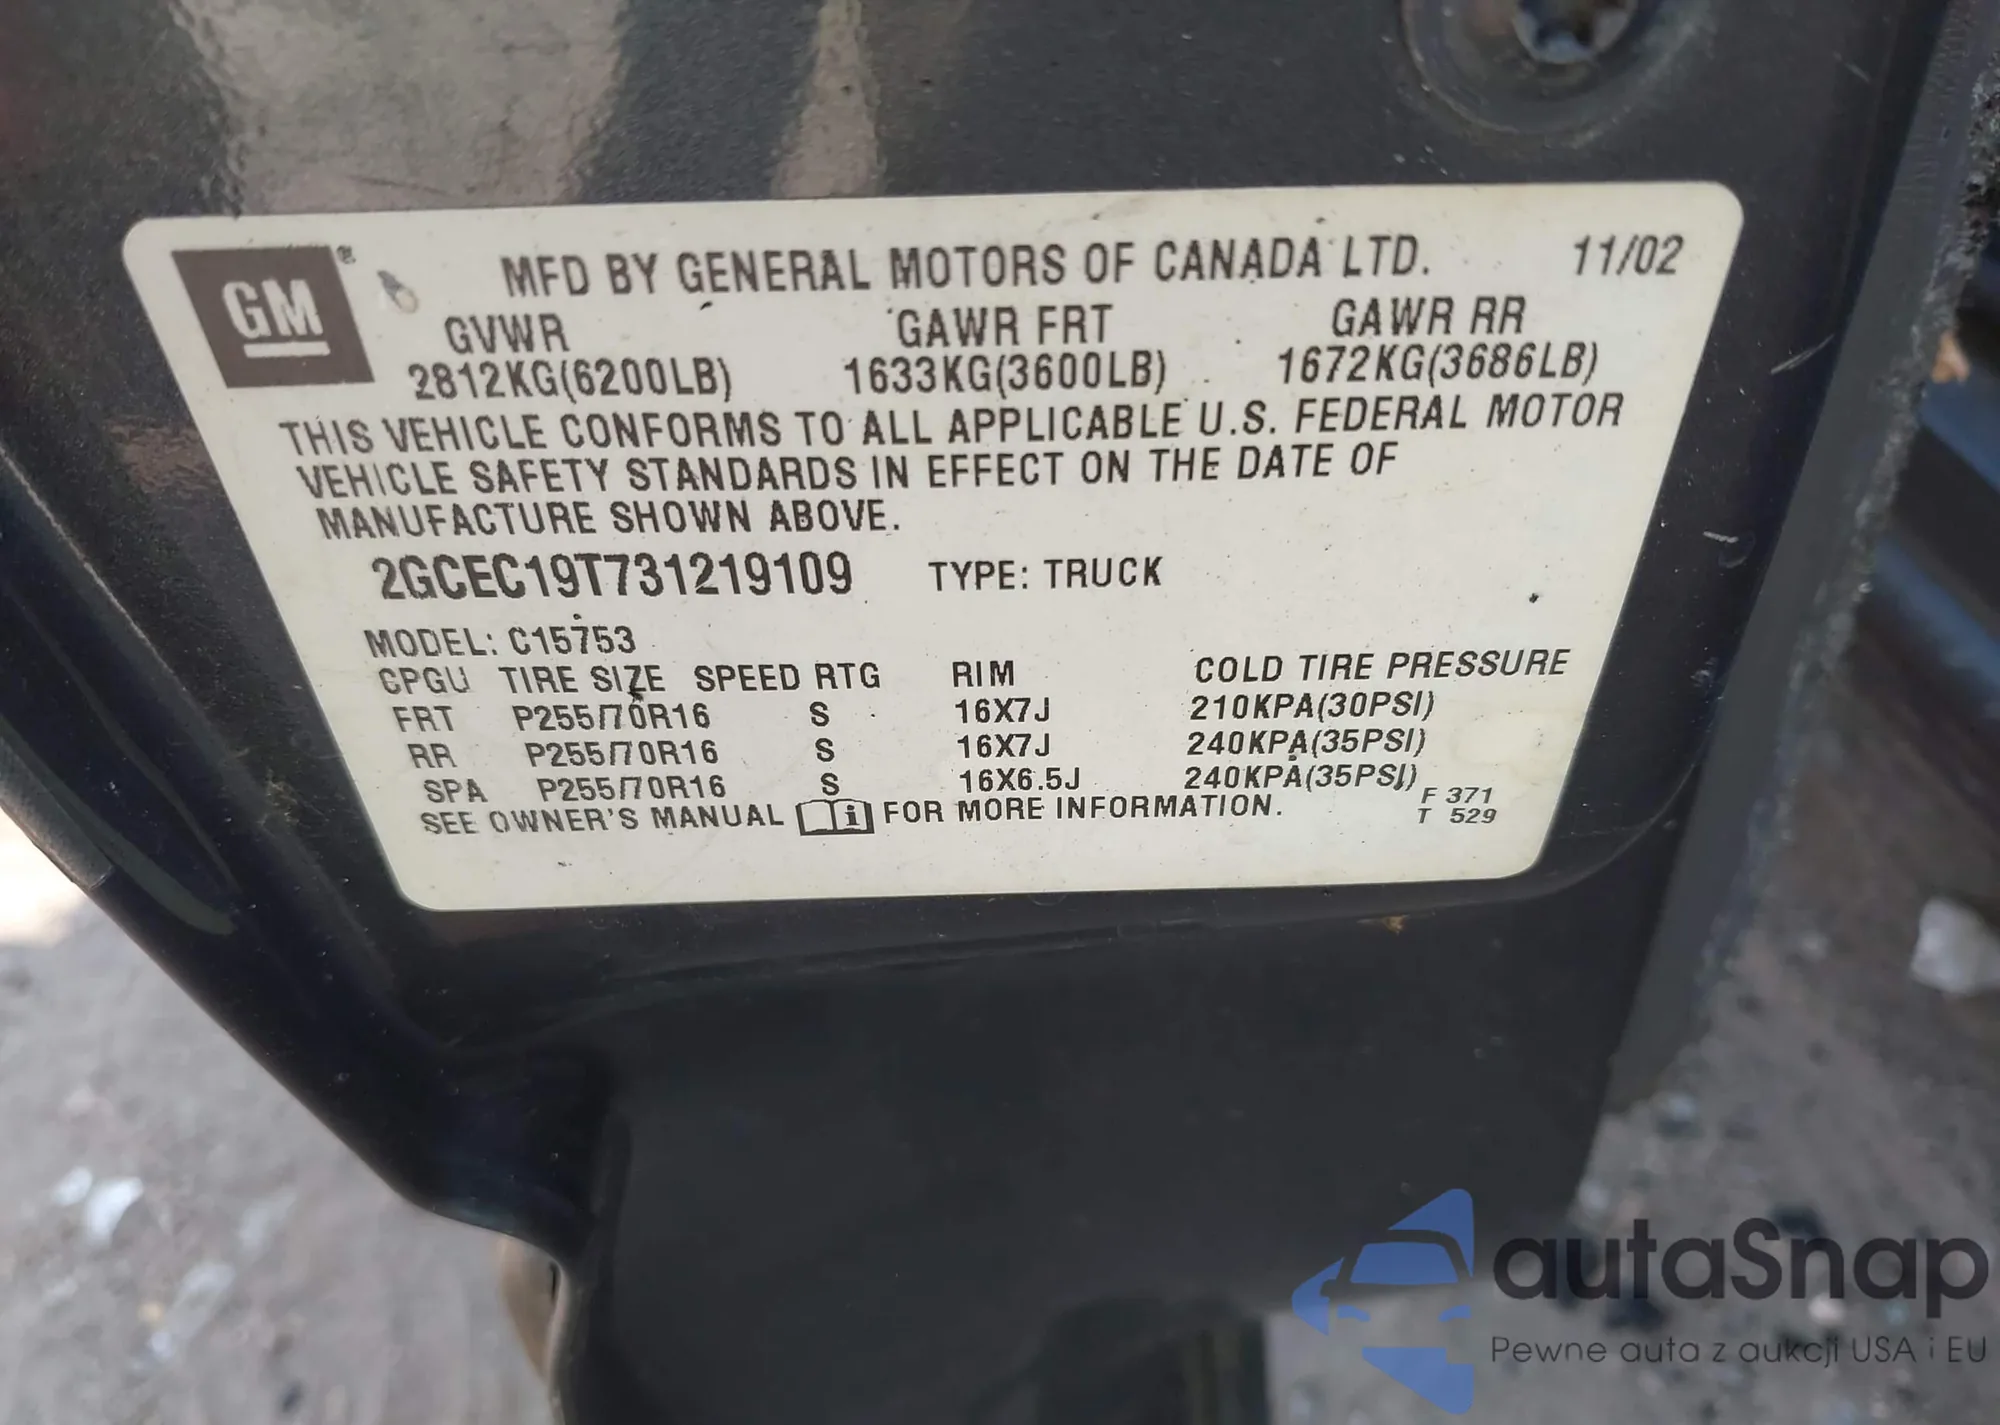 GM®
MFD BY GENERAL MOTORS OF CANADA LTD. 11/02
GVWR GAWR FRT GAWR RR
2812KG(6200LB) 1633KG(3600LB) 1672KG(3686LB)
THIS VEHICLE CONFORMS TO ALL APPLICABLE U.S. FEDERAL MOTOR
VEHICLE SAFETY STANDARDS IN EFFECT ON THE DATE OF
MANUFACTURE SHOWN ABOVE.
2GCEC19T731219109 TYPE: TRUCK
MODEL: C15753
CPGU TIRE SIZE SPEED RTG RIM COLD TIRE PRESSURE
FRT P255/70R16 S 16X7J 210KPA(30PSI)
RR P255/70R16 S 16X7J 240KPA(35PSI)
SPA P255/70R16 S 16X6.5J 240KPA(35PSI)
SEE OWNER'S MANUAL i FOR MORE INFORMATION.
F 371
T 529
autaSnap
Pewne auta z aukcji USA i EU